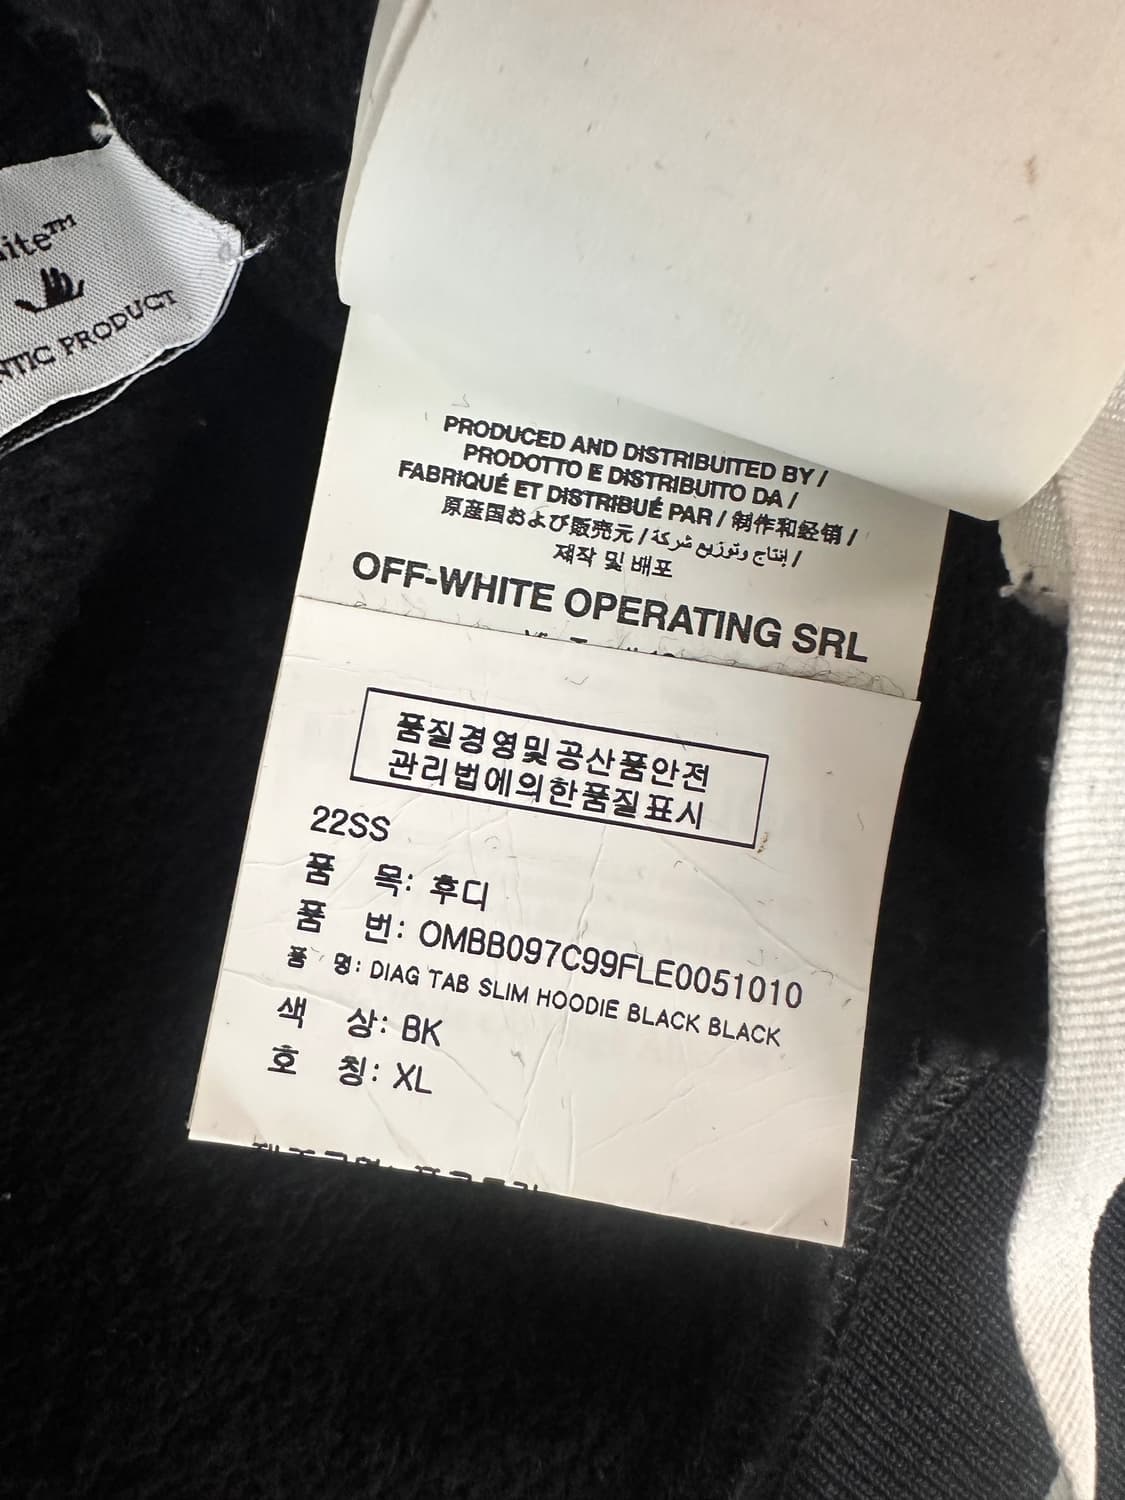 ite™
NTIC PRODUCT
PRODUCED AND DISTRIBUITED BY /
PRODOTTO E DISTRIBUITO DA /
FABRIQUÉ ET DISTRIBUÉ PAR / 制作和经销 /
原産国および販売元 / إنتاج وتوزيع شركة /
제작 및 배포
OFF-WHITE OPERATING SRL
품질경영및공산품안전
관리법에의한품질표시
22SS
품 목: 후디
품 번: OMBB097C99FLE0051010
품 명: DIAG TAB SLIM HOODIE BLACK BLACK
색 상: BK
호 칭: XL